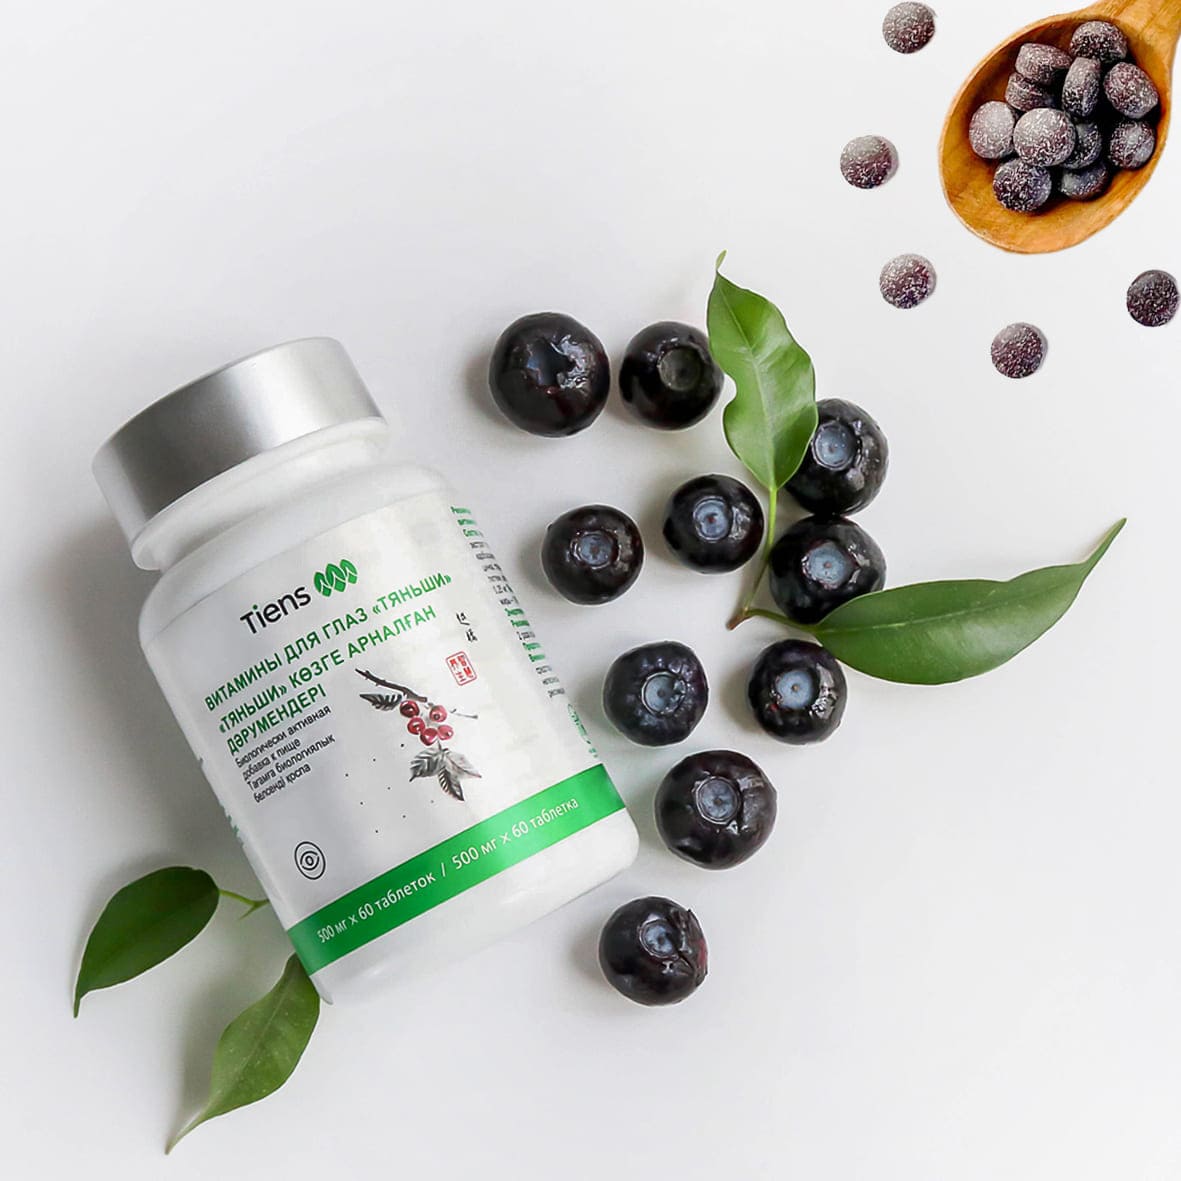 Tiens
ВИТАМИНЫ ДЛЯ ГЛАЗ «ТЯНЬШИ»
«ТЯНЬШИ» КӨЗГЕ АРНАЛҒАН
ДӘРУМЕНДЕРІ
Биологически активная
добавка к пище
Тағамға биологиялық
белсенді қоспа
500 мг × 60 таблеток / 500 мг × 60 таблетка